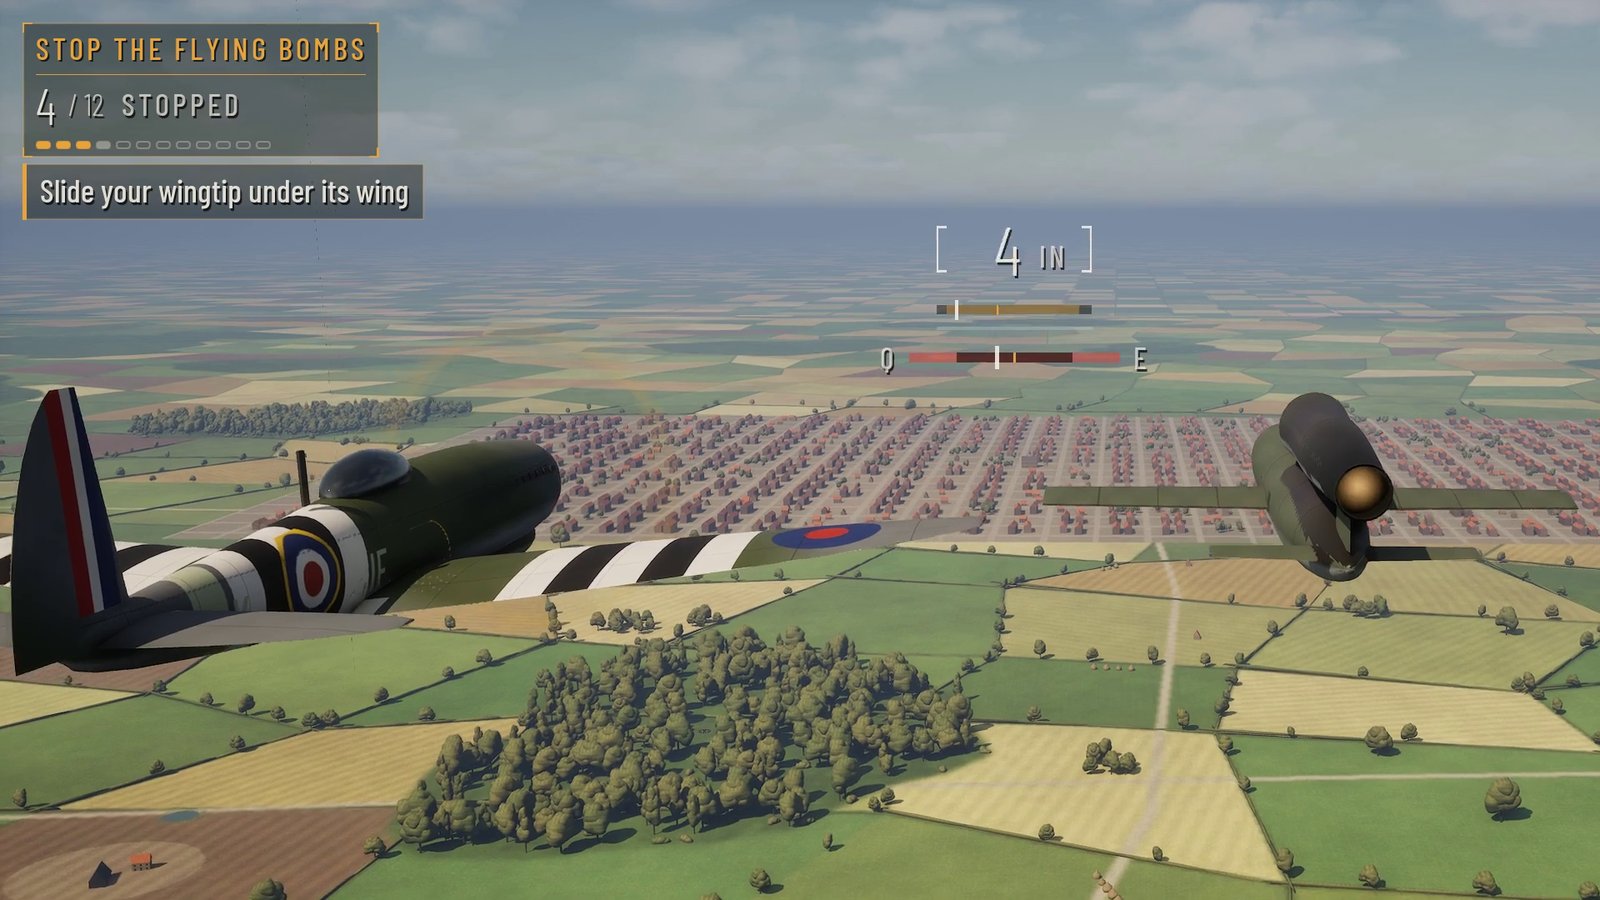 STOP THE FLYING BOMBS
4 / 12 STOPPED
Slide your wingtip under its wing
4 IN
Q E